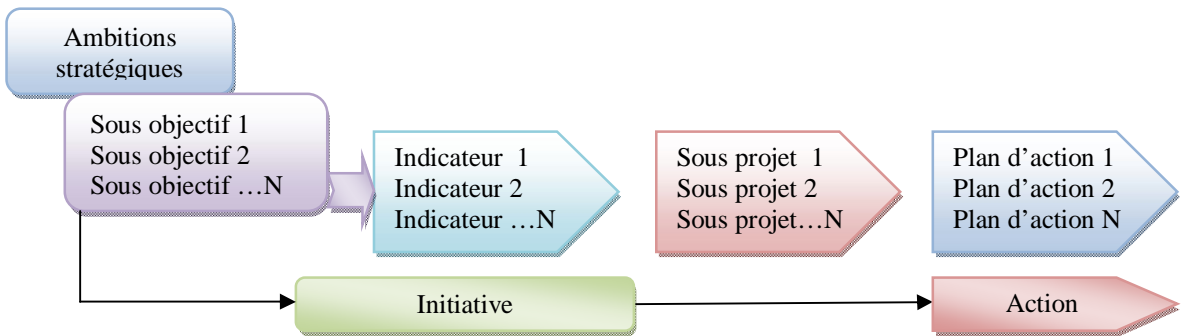 Ambitions
stratégiques
Sous objectif 1
Sous objectif 2
Sous objectif …N
Indicateur 1
Indicateur 2
Indicateur …N
Sous projet 1
Sous projet 2
Sous projet…N
Plan d’action 1
Plan d’action 2
Plan d’action N
Initiative
Action